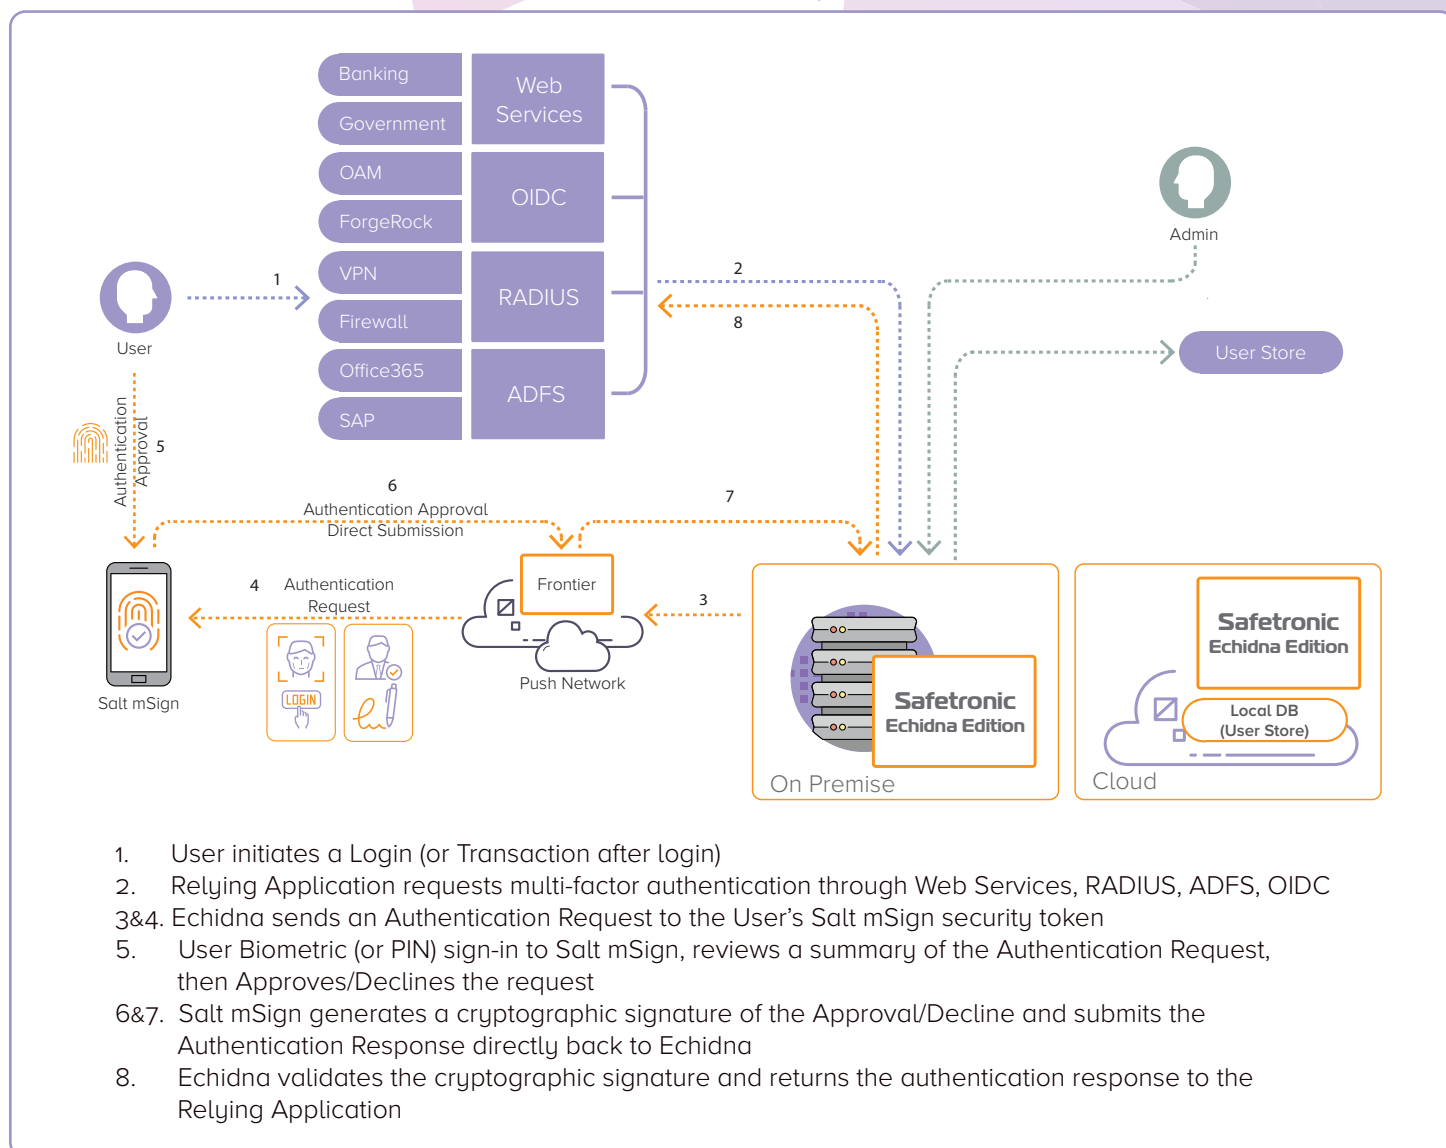 Banking
Government
Web
Services
OAM
ForgeRock
OIDC
VPN
Firewall
RADIUS
Office365
SAP
ADFS
Admin
User Store
User
1
2
8
Authentication
Approval
5
6
Authentication Approval
Direct Submission
7
4
Authentication
Request
LOGIN
Salt mSign
Frontier
Push Network
3
Safetronic
Echidna Edition
On Premise
Safetronic
Echidna Edition
Local DB
(User Store)
Cloud
1. User initiates a Login (or Transaction after login)
2. Relying Application requests multi-factor authentication through Web Services, RADIUS, ADFS, OIDC
3&4. Echidna sends an Authentication Request to the User's Salt mSign security token
5. User Biometric (or PIN) sign-in to Salt mSign, reviews a summary of the Authentication Request,
then Approves/Declines the request
6&7. Salt mSign generates a cryptographic signature of the Approval/Decline and submits the
Authentication Response directly back to Echidna
8. Echidna validates the cryptographic signature and returns the authentication response to the
Relying Application